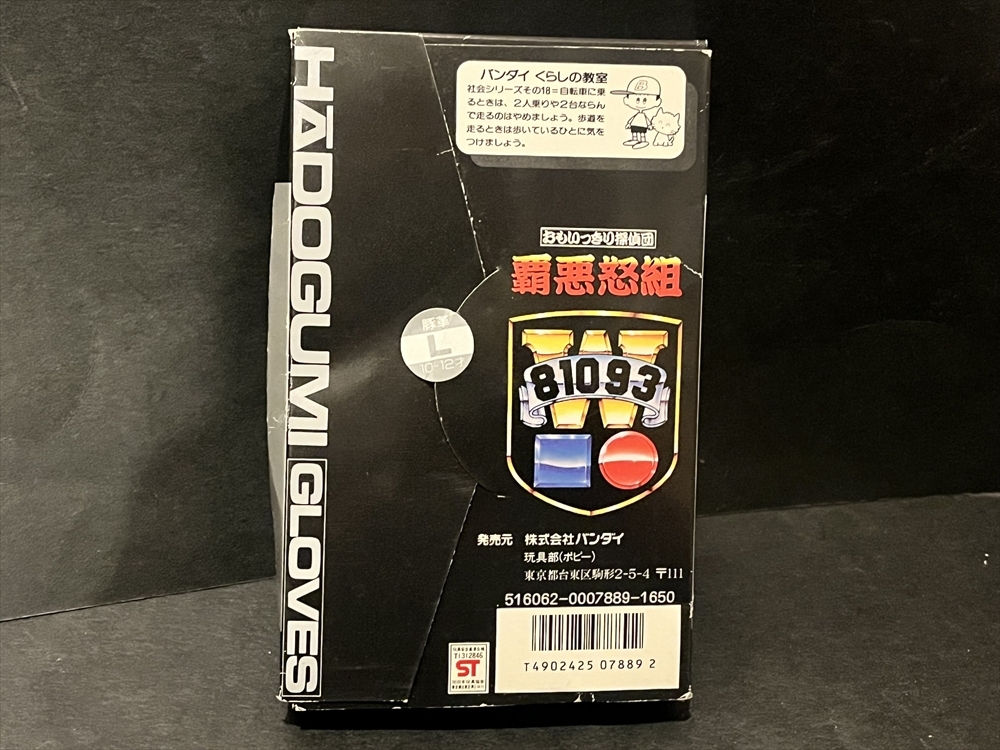 HĀDOGUMI GLOVES
バンダイ くらしの教室
社会シリーズその18=自転車に乗
るときは、2人乗りや2台ならん
で走るのはやめましょう。歩道を
走るときは歩いているひとに気を
つけましょう。
おもいっきり探偵団
覇悪怒組
W
81093
豚革
L
10-12才
発売元 株式会社バンダイ
玩具部(ポピー)
東京都台東区駒形2-5-4 〒111
516062-0007889-1650
T4902425 07889 2
T1312846
ST